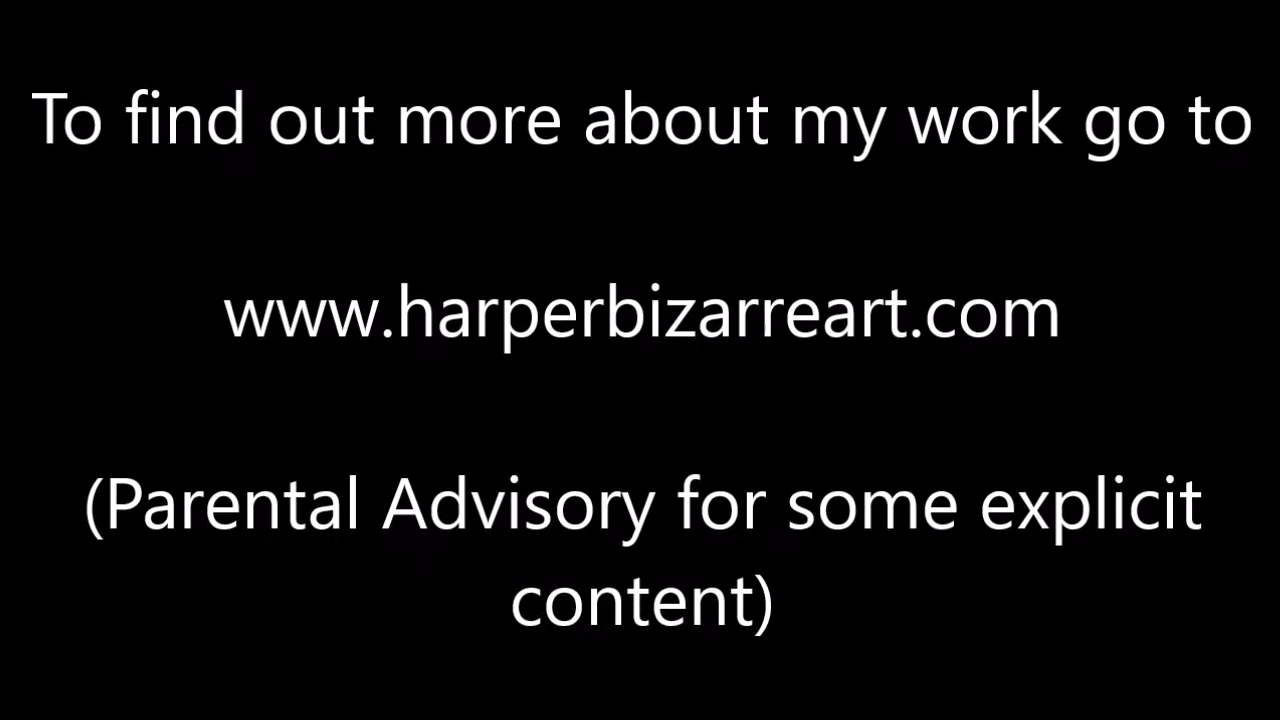 To find out more about my work go to
www.harperbizarreart.com
(Parental Advisory for some explicit
content)